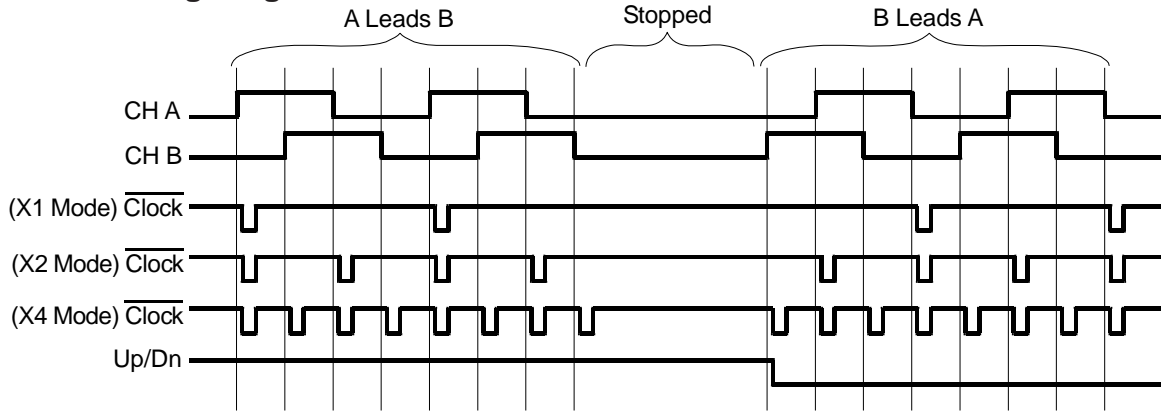 A Leads B
Stopped
B Leads A
CH A
CH B
(X1 Mode) Clock
(X2 Mode) Clock
(X4 Mode) Clock
Up/Dn